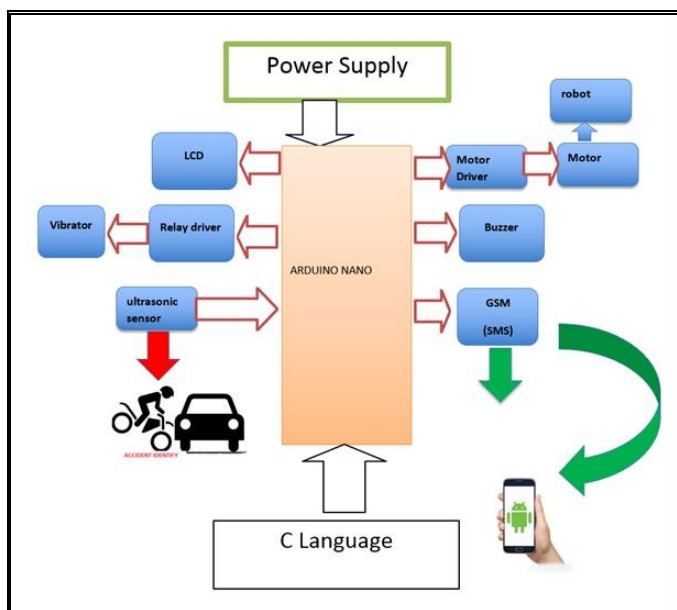 Power Supply
robot
LCD
Motor
Driver
Motor
Vibrator
Relay driver
Buzzer
ARDUINO NANO
ultrasonic
sensor
GSM
(SMS)
ACCIDENT IDENTIFY
C Language